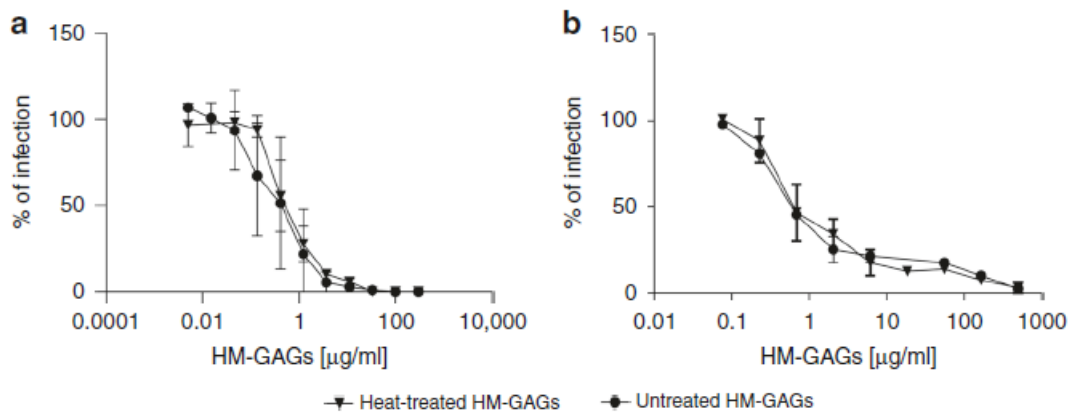 a
150
100
50
0
% of infection
0.0001 0.01 1 100 10,000
HM-GAGs [µg/ml]
b
150
100
50
0
% of infection
0.01 0.1 1 10 100 1000
HM-GAGs [µg/ml]
Heat-treated HM-GAGs Untreated HM-GAGs